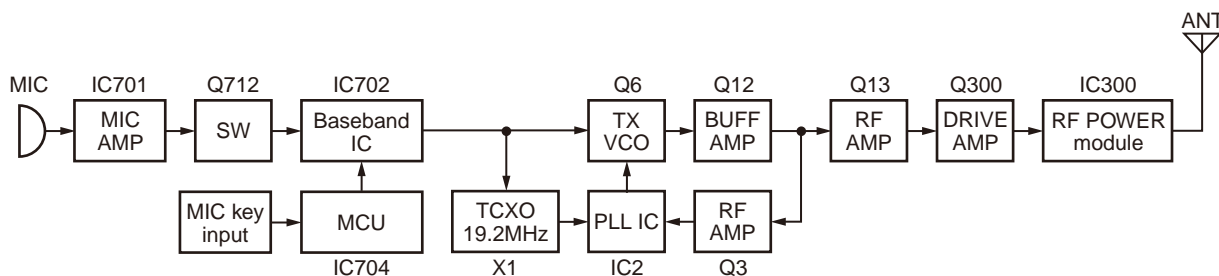 ANT
MIC
IC701
Q712
IC702
Q6
Q12
Q13
Q300
IC300
MIC
AMP
SW
Baseband
IC
TX
VCO
BUFF
AMP
RF
AMP
DRIVE
AMP
RF POWER
module
MIC key
input
MCU
TCXO
19.2MHz
PLL IC
RF
AMP
IC704
X1
IC2
Q3